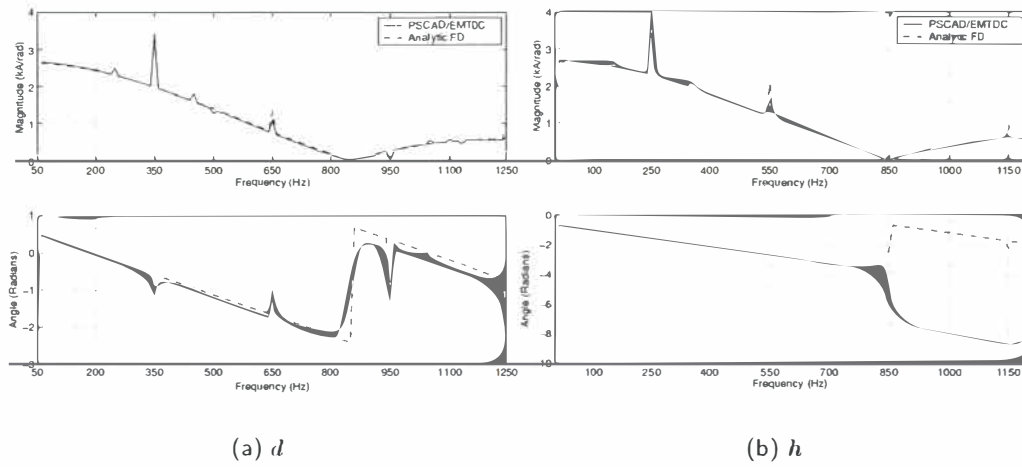 PSCAD/EMTDC
Analytic FD
Magnitude (kA/rad)
4
3
2
1
0
50 200 350 500 650 800 950 1100 1250
Frequency (Hz)
PSCAD/EMTDC
Analytic FD
Magnitude (kA/rad)
4
3
2
1
0
100 250 400 550 700 850 1000 1150
Frequency (Hz)
Angle (Radians)
1
0
-1
-2
-3
50 200 350 500 650 800 950 1100 1250
Frequency (Hz)
Angle (Radians)
0
-2
-4
-6
-8
-10
100 250 400 550 700 850 1000 1150
Frequency (Hz)
(a) d
(b) h